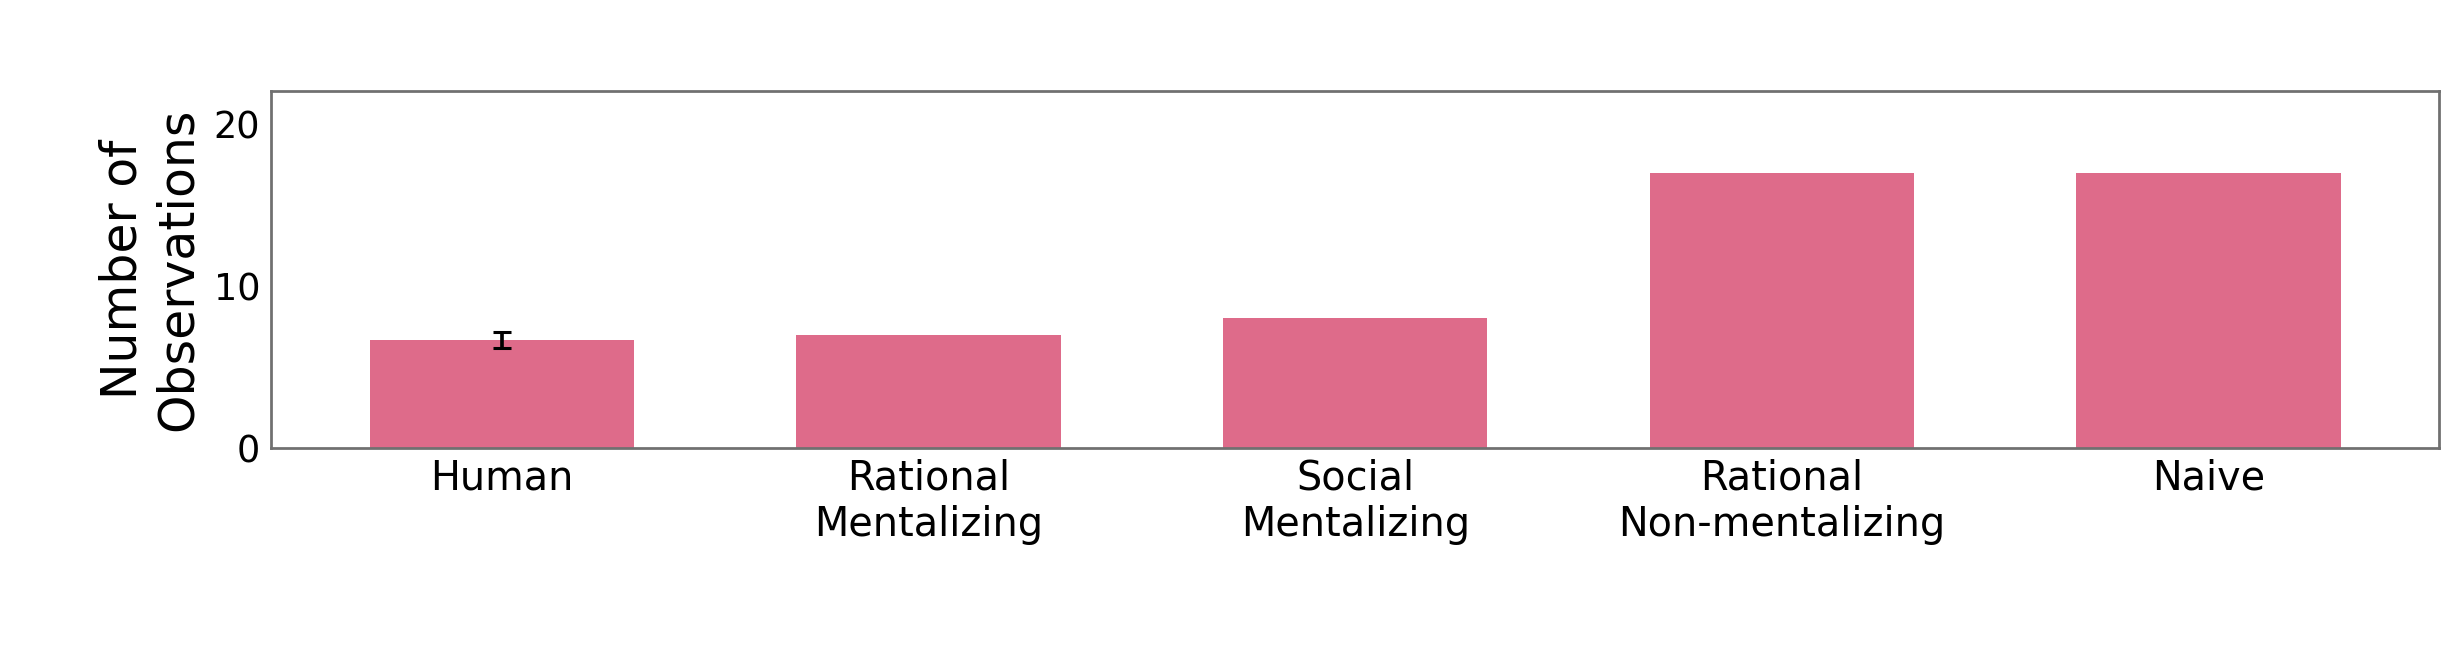 Number of
Observations
20
10
0
Human
Rational
Mentalizing
Social
Mentalizing
Rational
Non-mentalizing
Naive